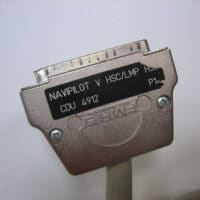 NAVIPILOT V HSC/LMP
CDU 4912 P1